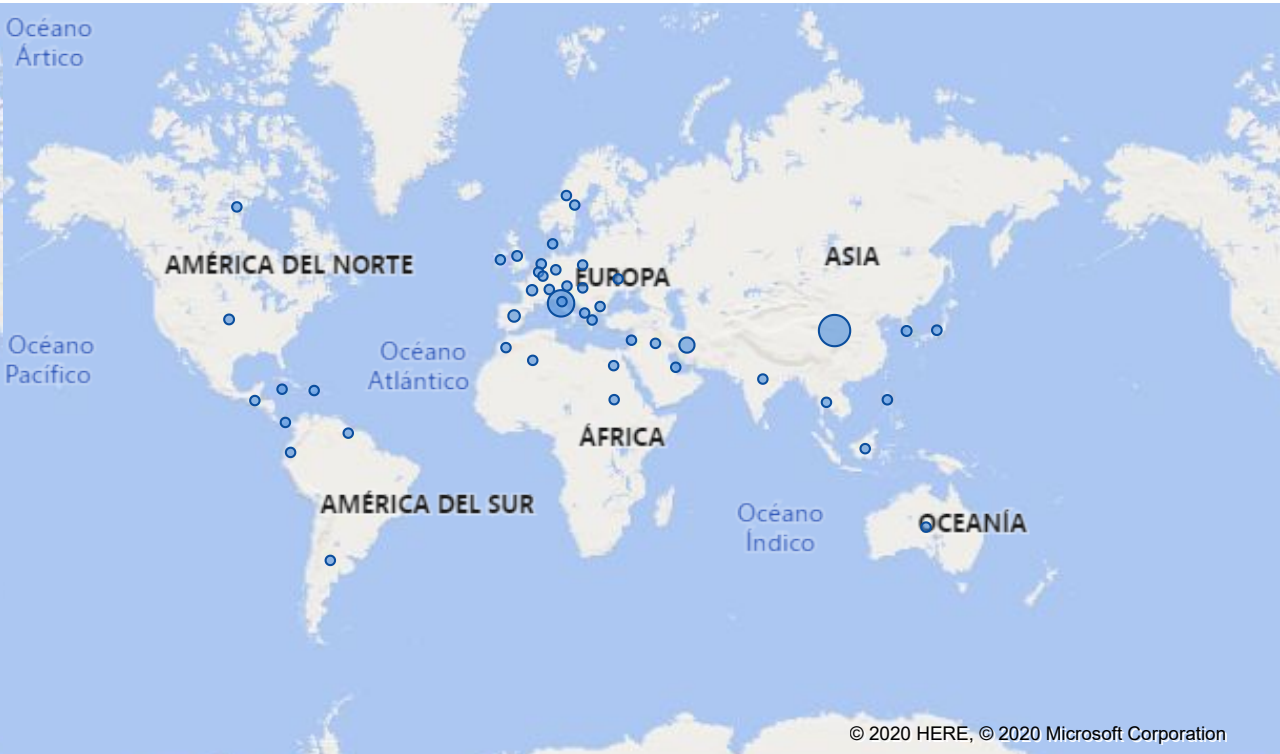 Océano
Ártico
AMÉRICA DEL NORTE
ASIA
EUROPA
Océano
Pacífico
Océano
Atlántico
ÁFRICA
AMÉRICA DEL SUR
Océano
Índico
OCEANÍA
© 2020 HERE, © 2020 Microsoft Corporation